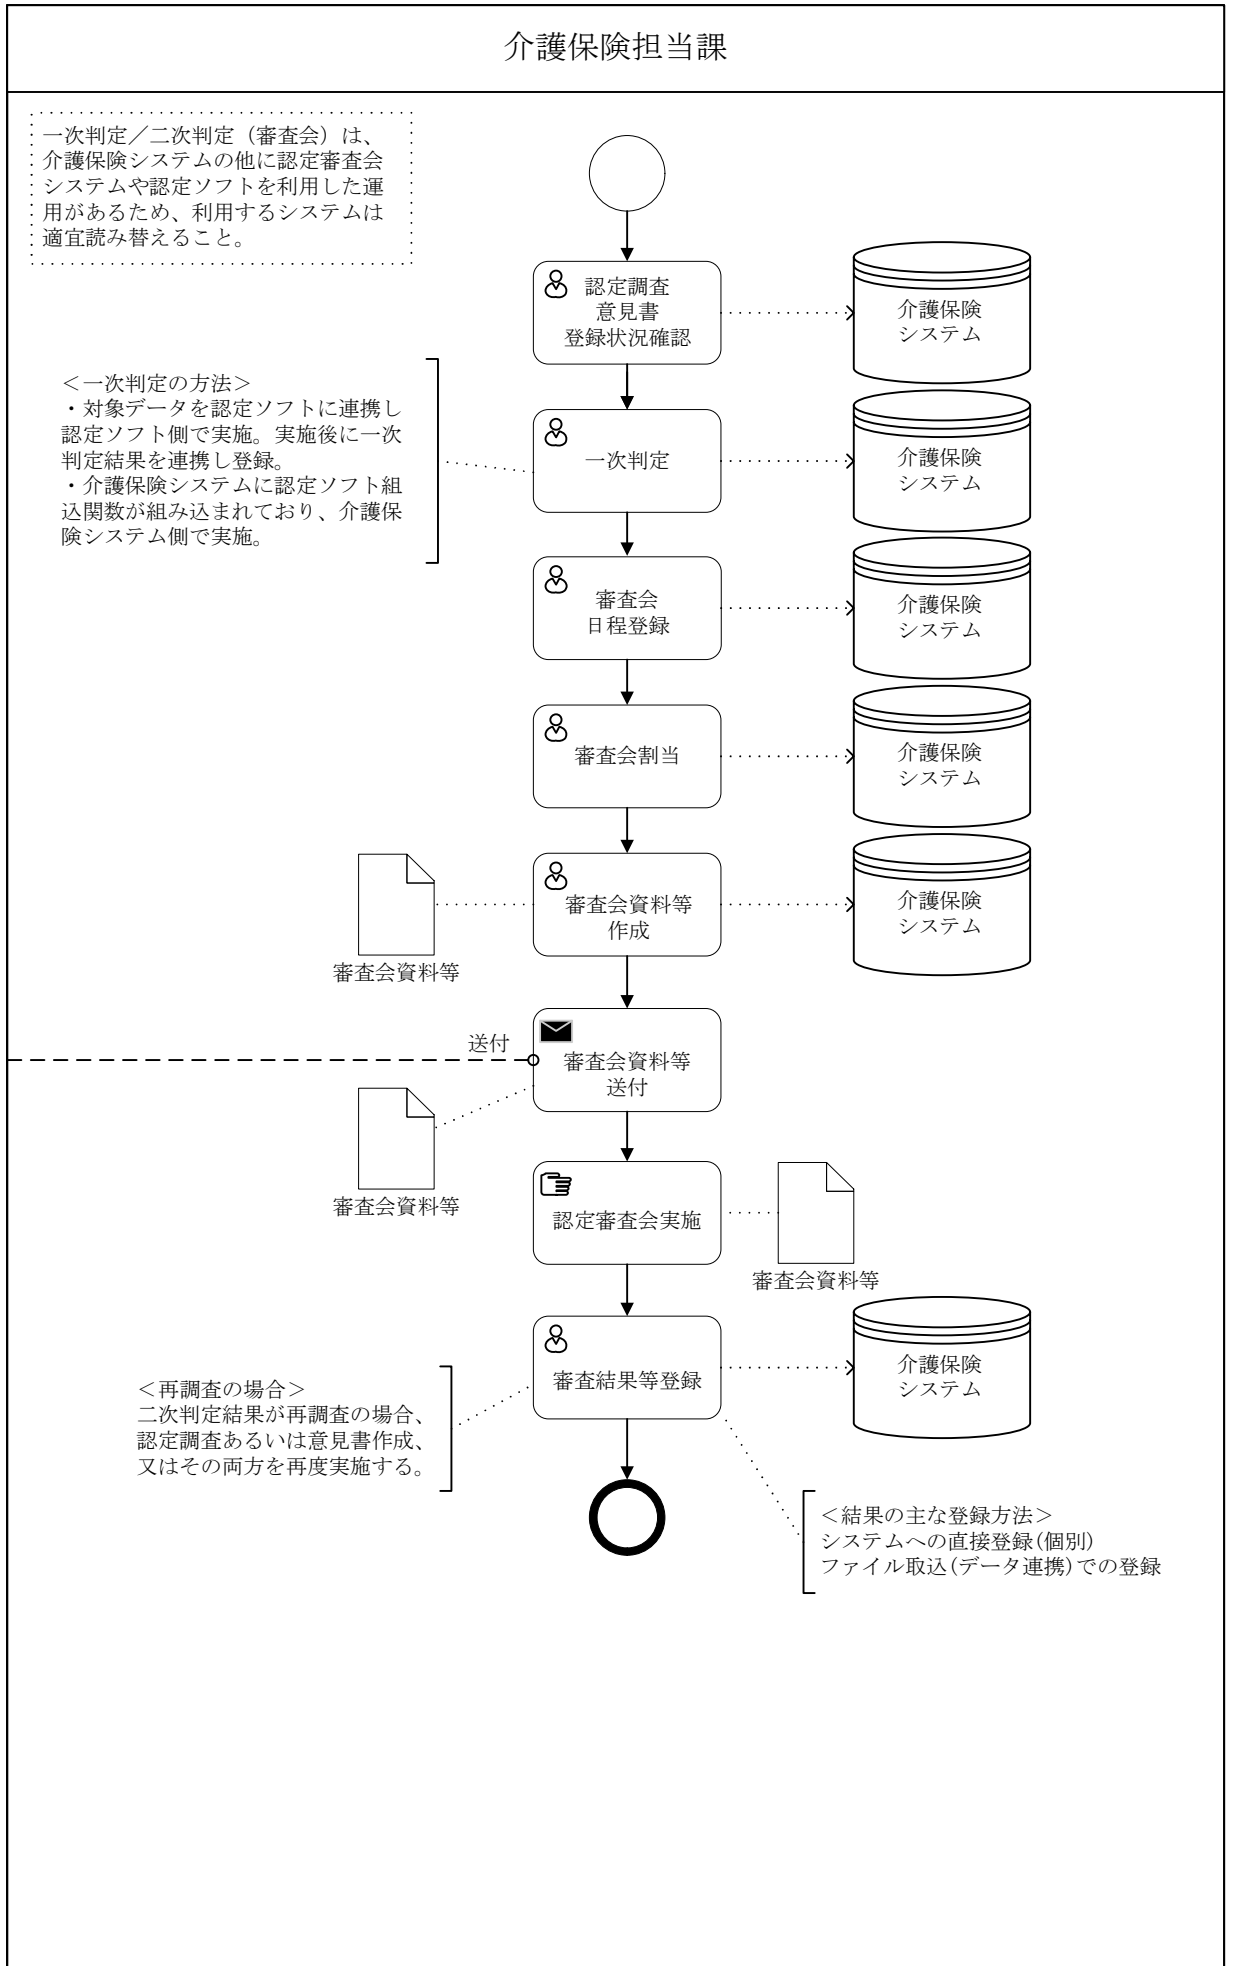 介護保険担当課
一次判定／二次判定（審査会）は、
介護保険システムの他に認定審査会
システムや認定ソフトを利用した運
用があるため、利用するシステムは
適宜読み替えること。
認定調査
意見書
登録状況確認
介護保険
システム
＜一次判定の方法＞
・対象データを認定ソフトに連携し
認定ソフト側で実施。実施後に一次
判定結果を連携し登録。
・介護保険システムに認定ソフト組
込関数が組み込まれており、介護保
険システム側で実施。
一次判定
介護保険
システム
審査会
日程登録
介護保険
システム
審査会割当
介護保険
システム
審査会資料等
審査会資料等
作成
介護保険
システム
送付
審査会資料等
送付
審査会資料等
認定審査会実施
審査会資料等
審査結果等登録
介護保険
システム
＜再調査の場合＞
二次判定結果が再調査の場合、
認定調査あるいは意見書作成、
又はその両方を再度実施する。
＜結果の主な登録方法＞
システムへの直接登録(個別)
ファイル取込(データ連携)での登録